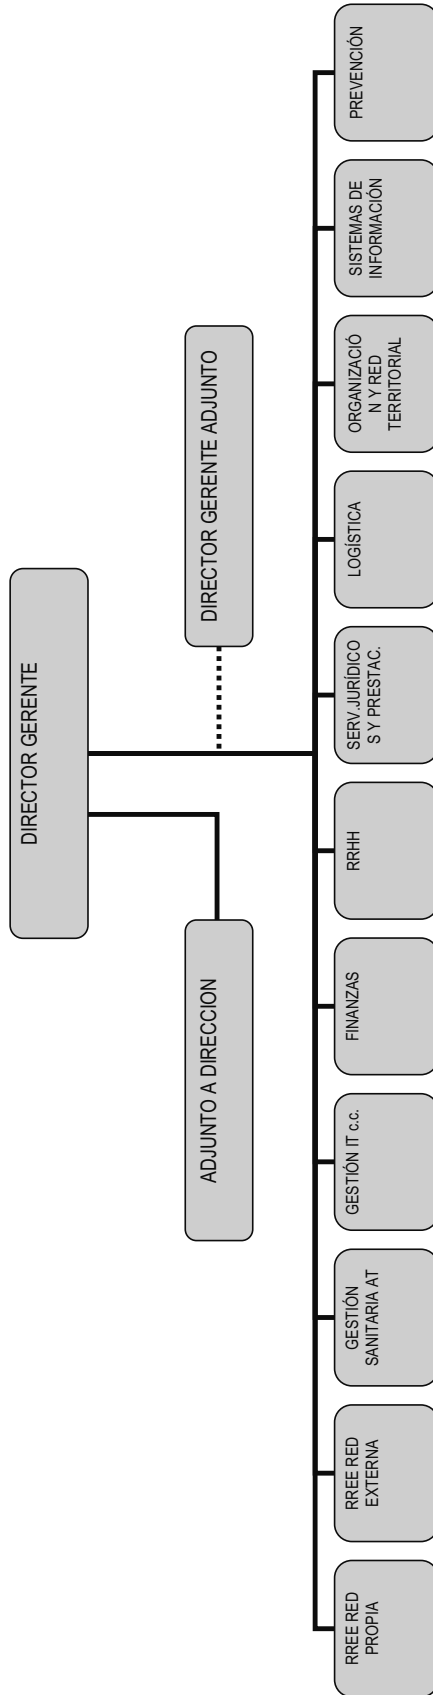 DIRECTOR GERENTE
ADJUNTO A DIRECCION
DIRECTOR GERENTE ADJUNTO
RREE RED
PROPIA
RREE RED
EXTERNA
GESTIÓN
SANITARIA AT
GESTIÓN IT c.c.
FINANZAS
RRHH
SERV.JURÍDICO
S Y PRESTAC.
LOGÍSTICA
ORGANIZACIÓ
N Y RED
TERRITORIAL
SISTEMAS DE
INFORMACIÓN
PREVENCIÓN